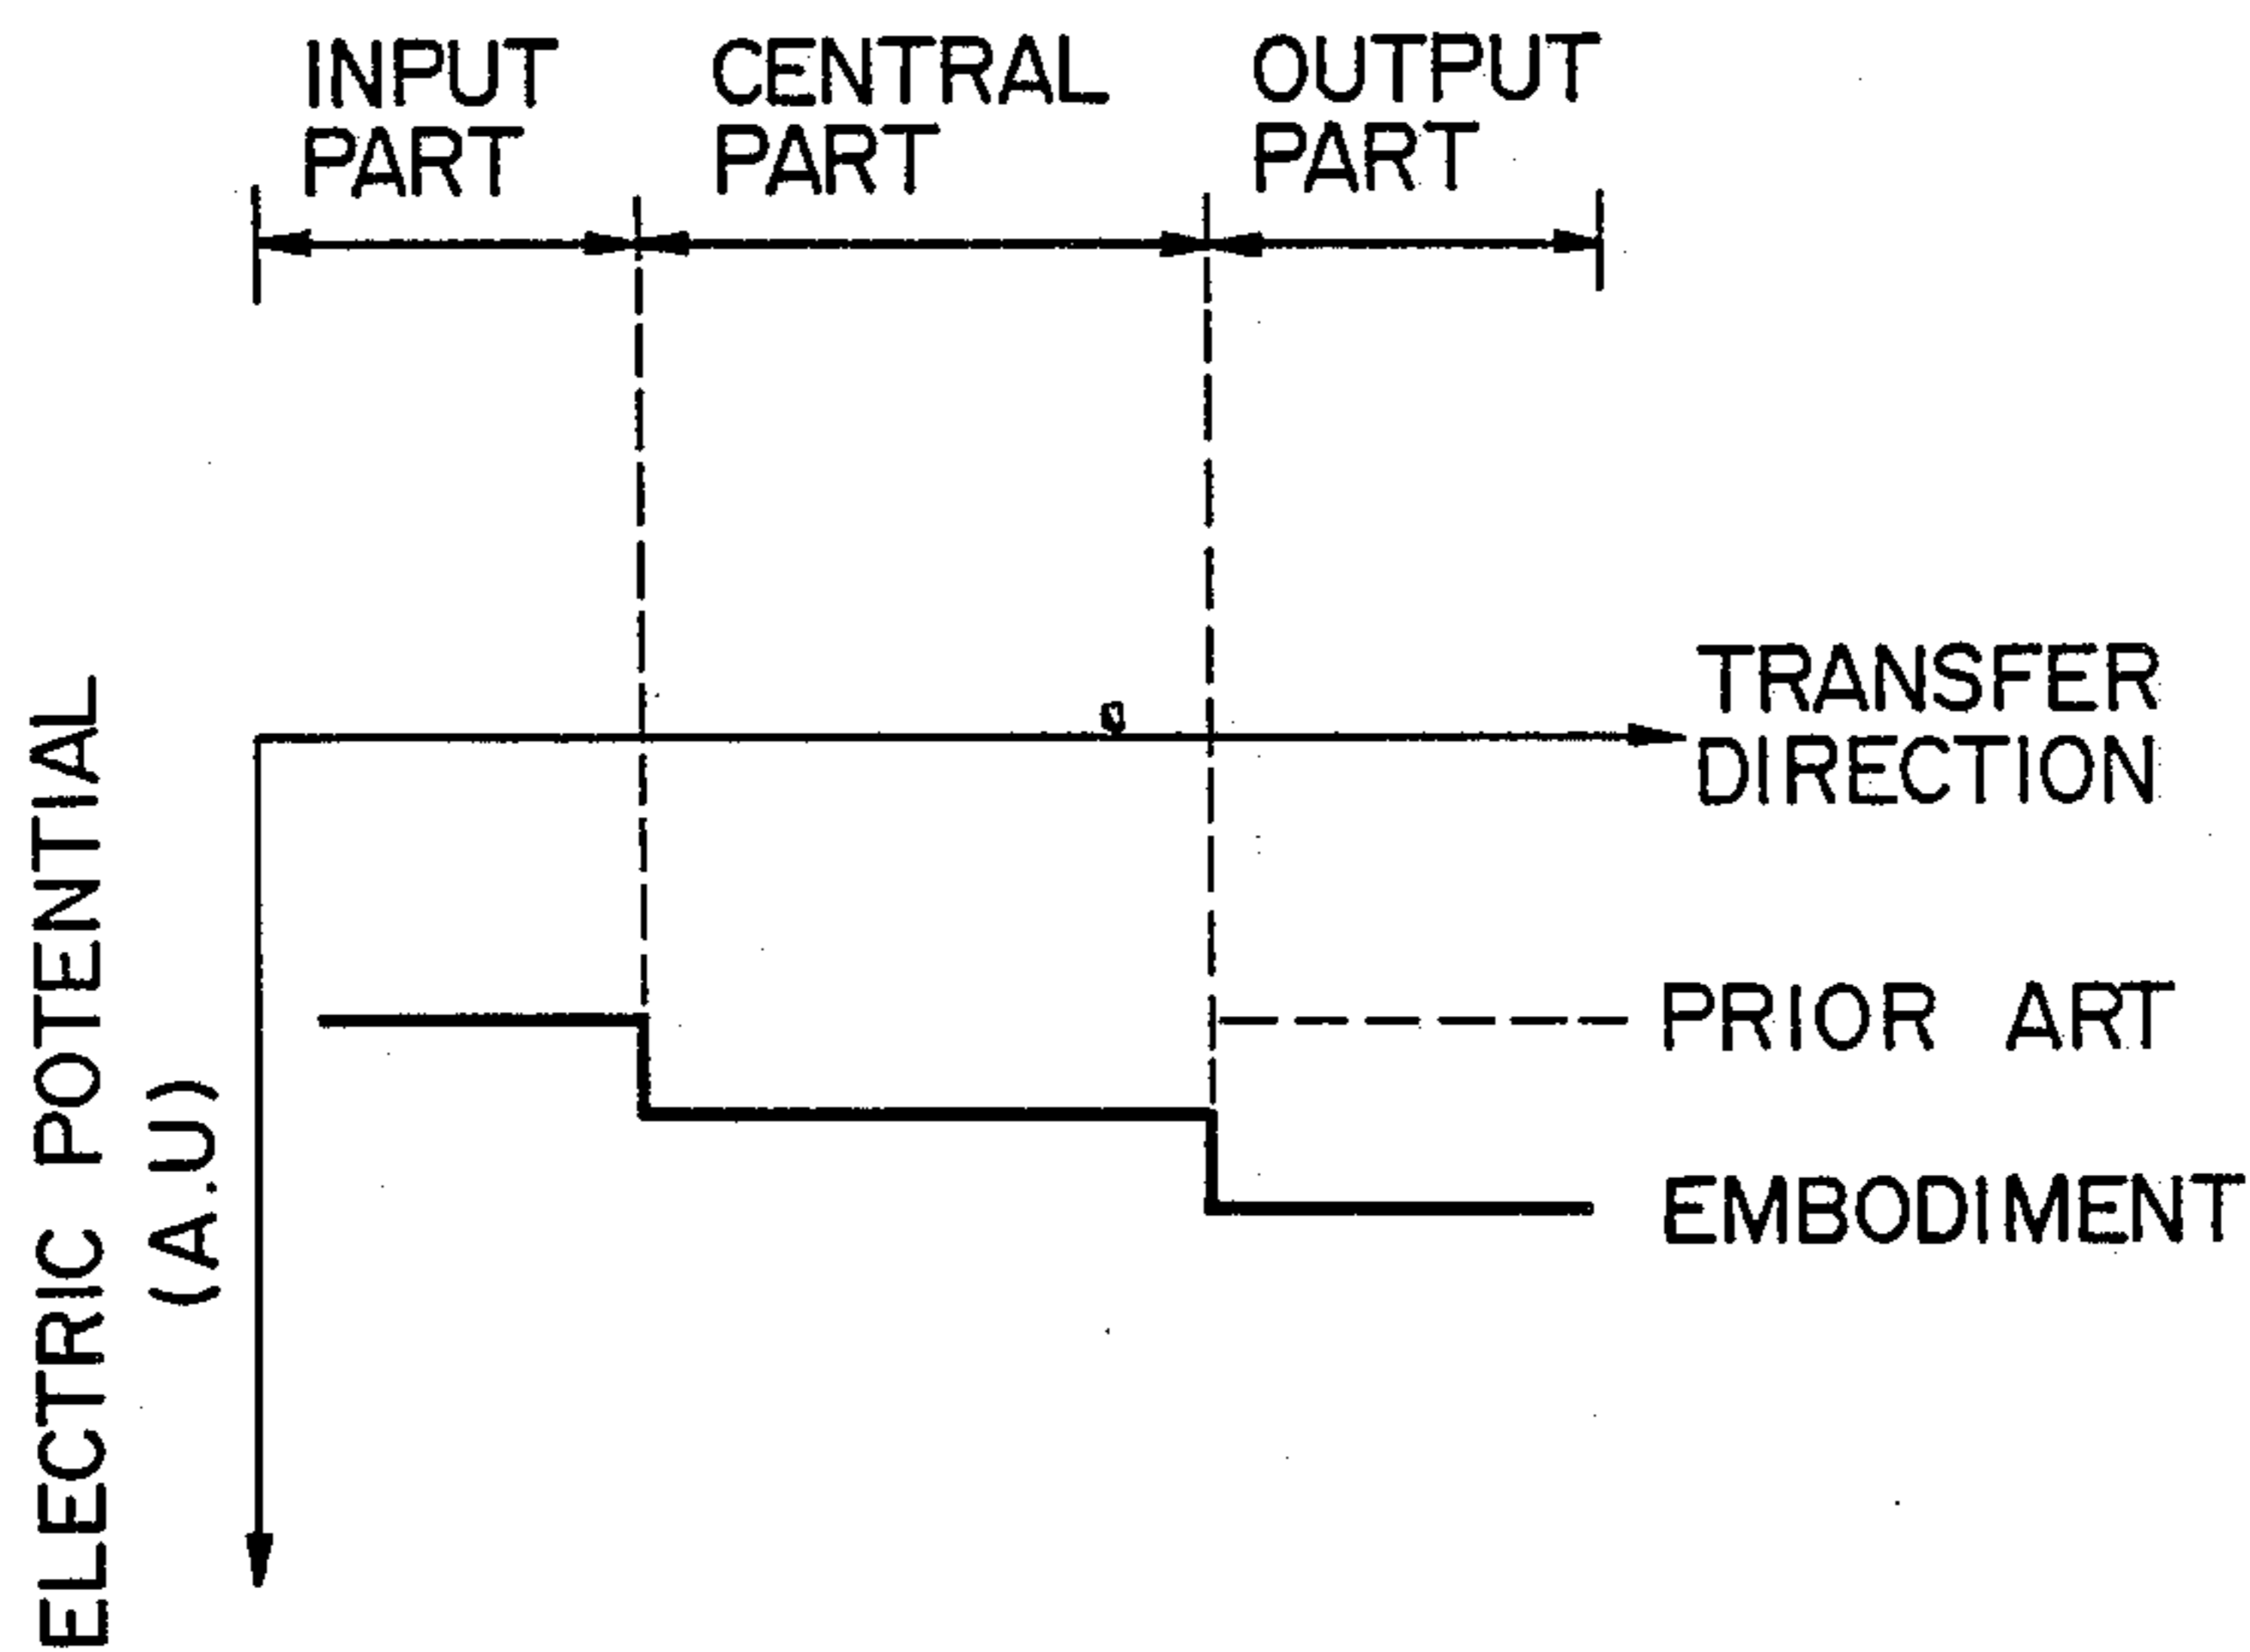 INPUT
PART
CENTRAL
PART
OUTPUT
PART
TRANSFER
DIRECTION
ELECTRIC POTENTIAL
(A.U)
PRIOR ART
EMBODIMENT